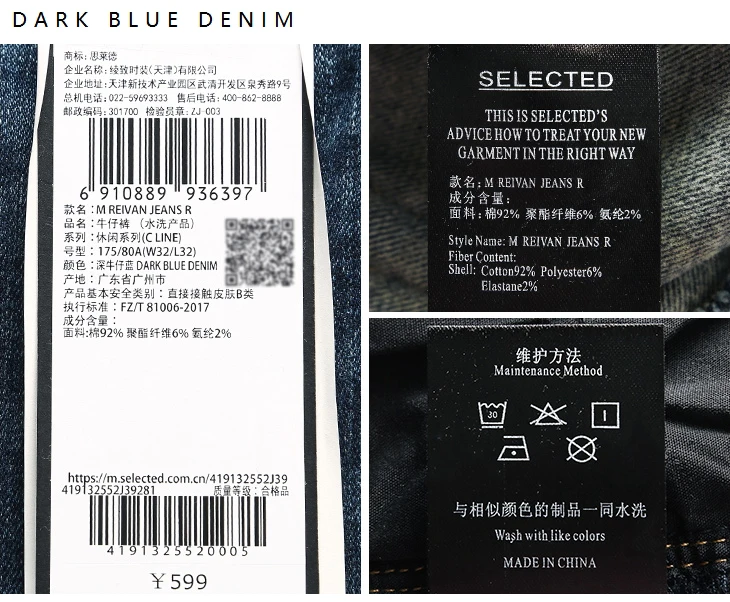 DARK BLUE DENIM
商标: 思莱德
企业名称: 绫致时装(天津)有限公司
企业地址: 天津新技术产业园区武清开发区泉秀路9号
总机电话: 022-59693333 售后电话: 400-862-8888
邮政编码: 301700 检验员章: ZJ-003
6 910889 936397
款名: M REIVAN JEANS R
品名: 牛仔裤 (水洗产品)
系列: 休闲系列(C LINE)
号型: 175/80A(W32/L32)
颜色: 深牛仔蓝 DARK BLUE DENIM
产地: 广东省广州市
产品基本安全类别: 直接接触皮肤B类
执行标准: FZ/T 81006-2017
成分含量:
面料:棉92% 聚酯纤维6% 氨纶2%
https://m.selected.com.cn/419132552J39
419132552J39281 质量等级: 合格品
4191325520005
￥599
SELECTED
THIS IS SELECTED'S
ADVICE HOW TO TREAT YOUR NEW
GARMENT IN THE RIGHT WAY
款名: M REIVAN JEANS R
成分含量:
面料: 棉92% 聚酯纤维6% 氨纶2%
Style Name: M REIVAN JEANS R
Fiber Content:
Shell: Cotton92% Polyester6%
Elastane2%
维护方法
Maintenance Method
30
与相似颜色的制品一同水洗
Wash with like colors
MADE IN CHINA